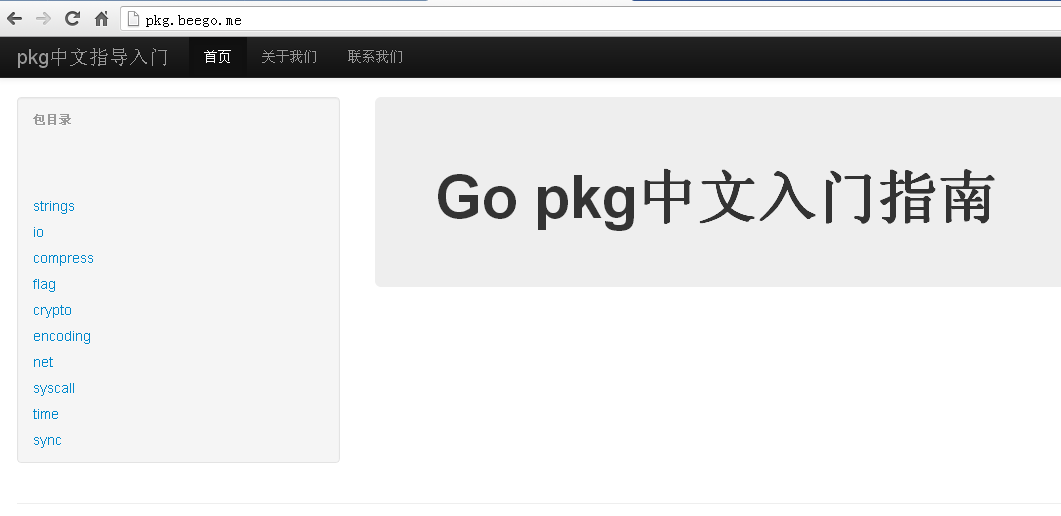 pkg.beego.me
pkg中文指导入门 首页 关于我们 联系我们
包目录
Go pkg中文入门指南
strings
io
compress
flag
crypto
encoding
net
syscall
time
sync